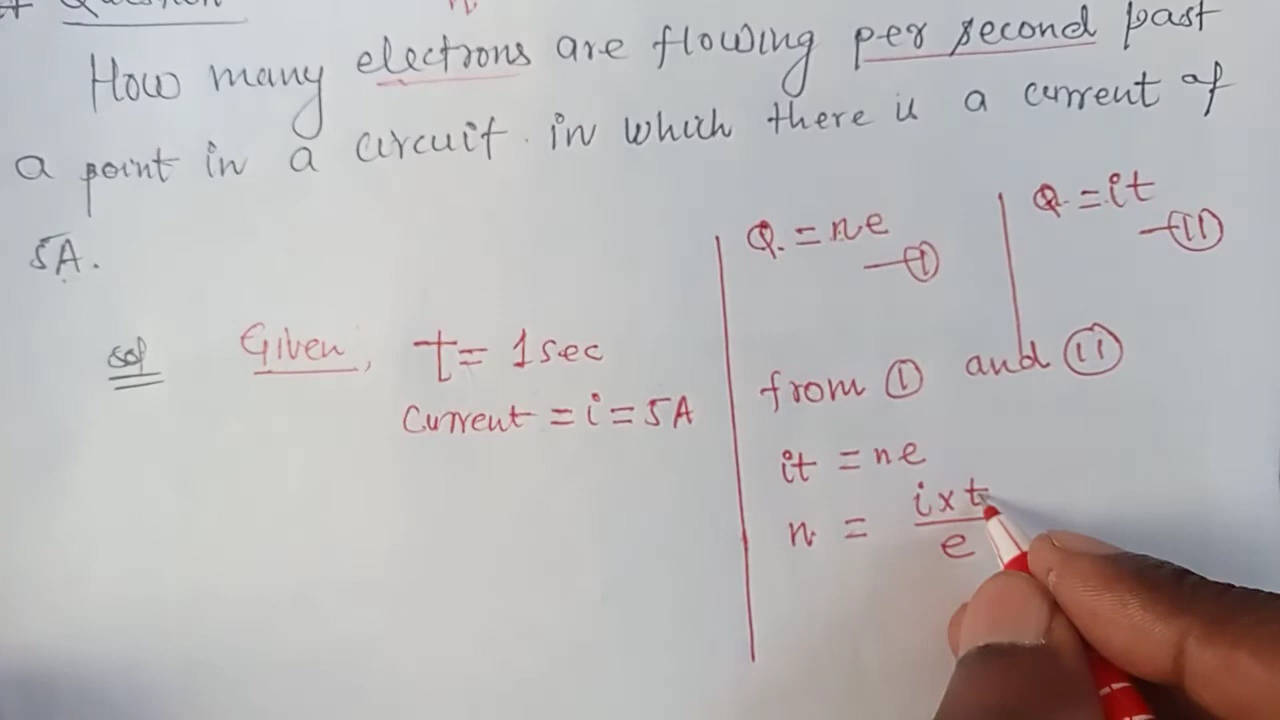 Question
How many electrons are flowing per second past
a point in a circuit in which there is a current of
5A.
Sol Given, t = 1 sec
Current = i = 5A
Q = ne —(i)
Q = it —(ii)
from (i) and (ii)
it = ne
n = i × t / e